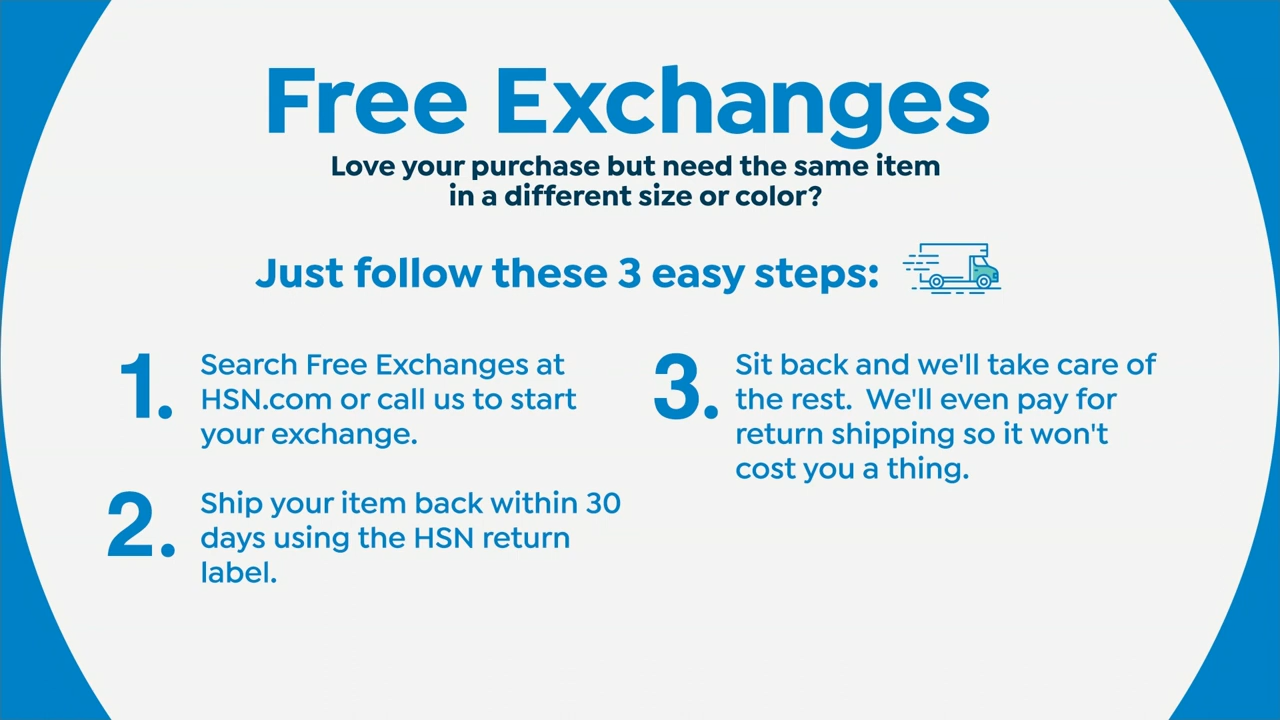 Free Exchanges
Love your purchase but need the same item
in a different size or color?
Just follow these 3 easy steps:
1. Search Free Exchanges at
HSN.com or call us to start
your exchange.
2. Ship your item back within 30
days using the HSN return
label.
3. Sit back and we'll take care of
the rest.  We'll even pay for
return shipping so it won't
cost you a thing.